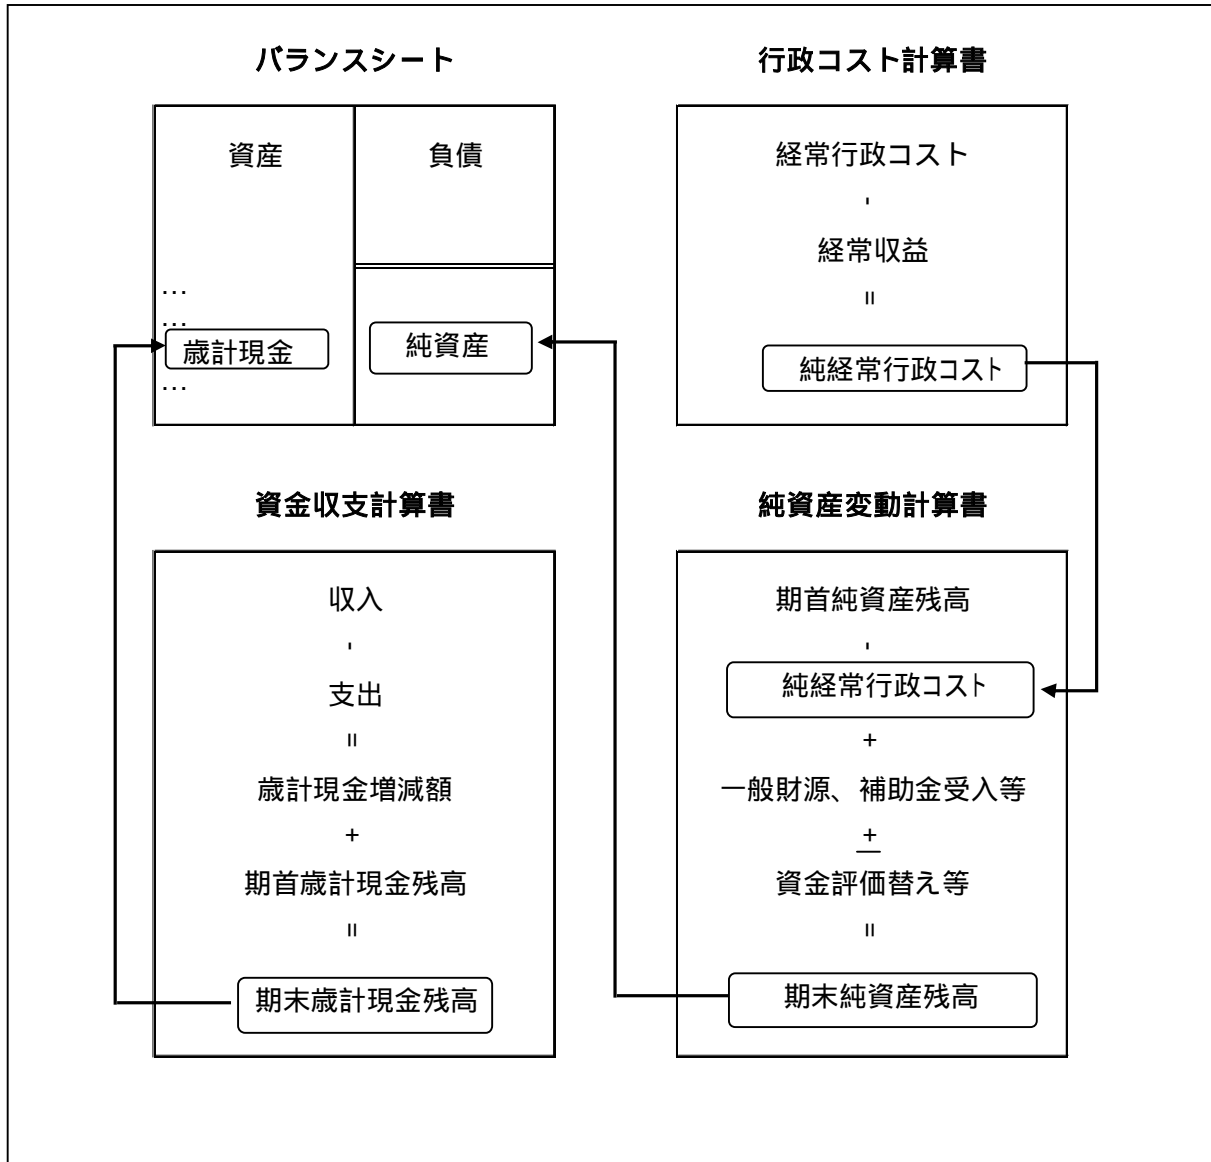 バランスシート
資産
負債
…
…
歳計現金
…
純資産
行政コスト計算書
経常行政コスト
-
経常収益
=
純経常行政コスト
資金収支計算書
収入
-
支出
=
歳計現金増減額
+
期首歳計現金残高
=
期末歳計現金残高
純資産変動計算書
期首純資産残高
-
純経常行政コスト
+
一般財源、補助金受入等
±
資金評価替え等
=
期末純資産残高